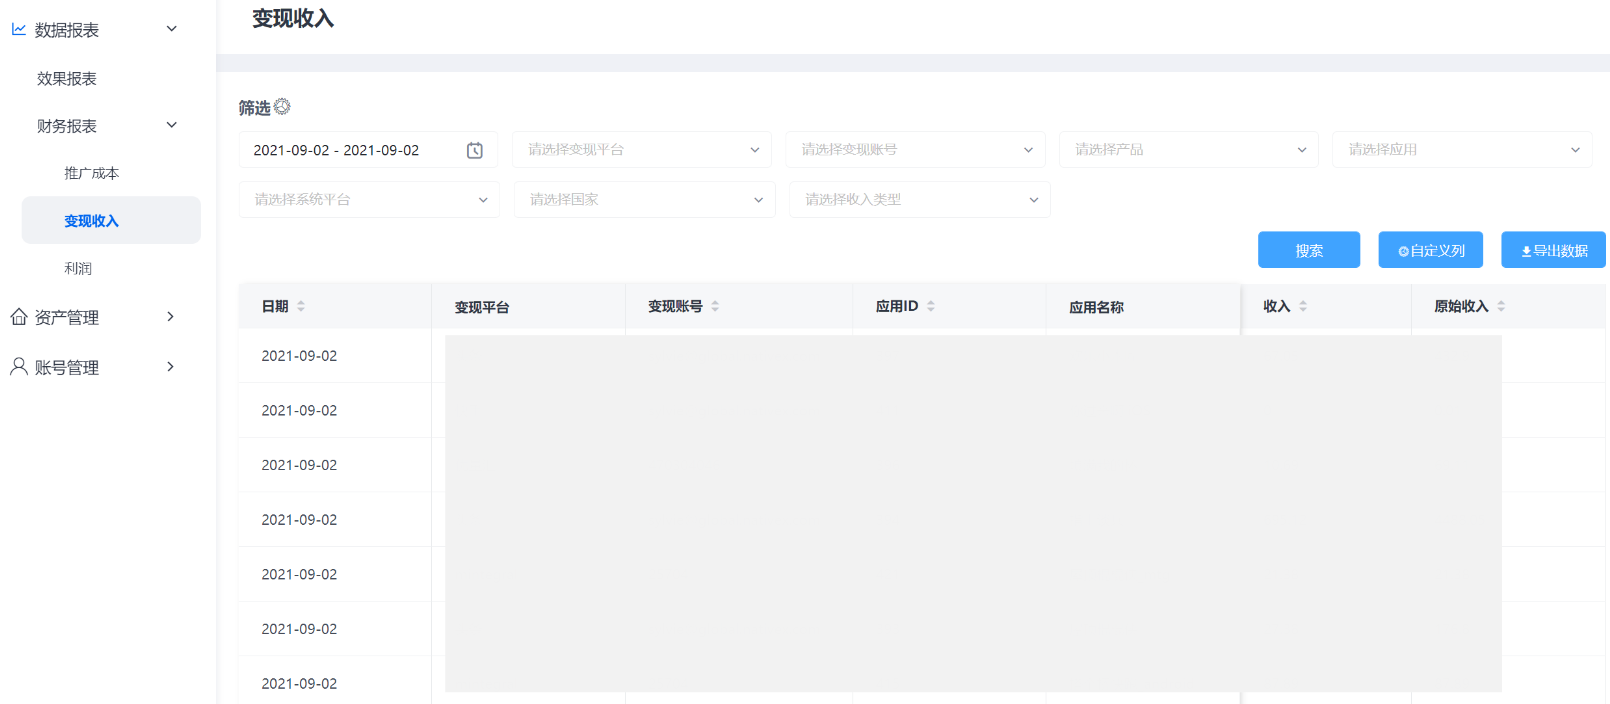 数据报表
效果报表
财务报表
推广成本
变现收入
利润
资产管理
账号管理
变现收入
筛选
2021-09-02 - 2021-09-02
请选择变现平台
请选择变现账号
请选择产品
请选择应用
请选择系统平台
请选择国家
请选择收入类型
搜索
自定义列
导出数据
日期 变现平台 变现账号 应用ID 应用名称 收入 原始收入
2021-09-02
2021-09-02
2021-09-02
2021-09-02
2021-09-02
2021-09-02
2021-09-02